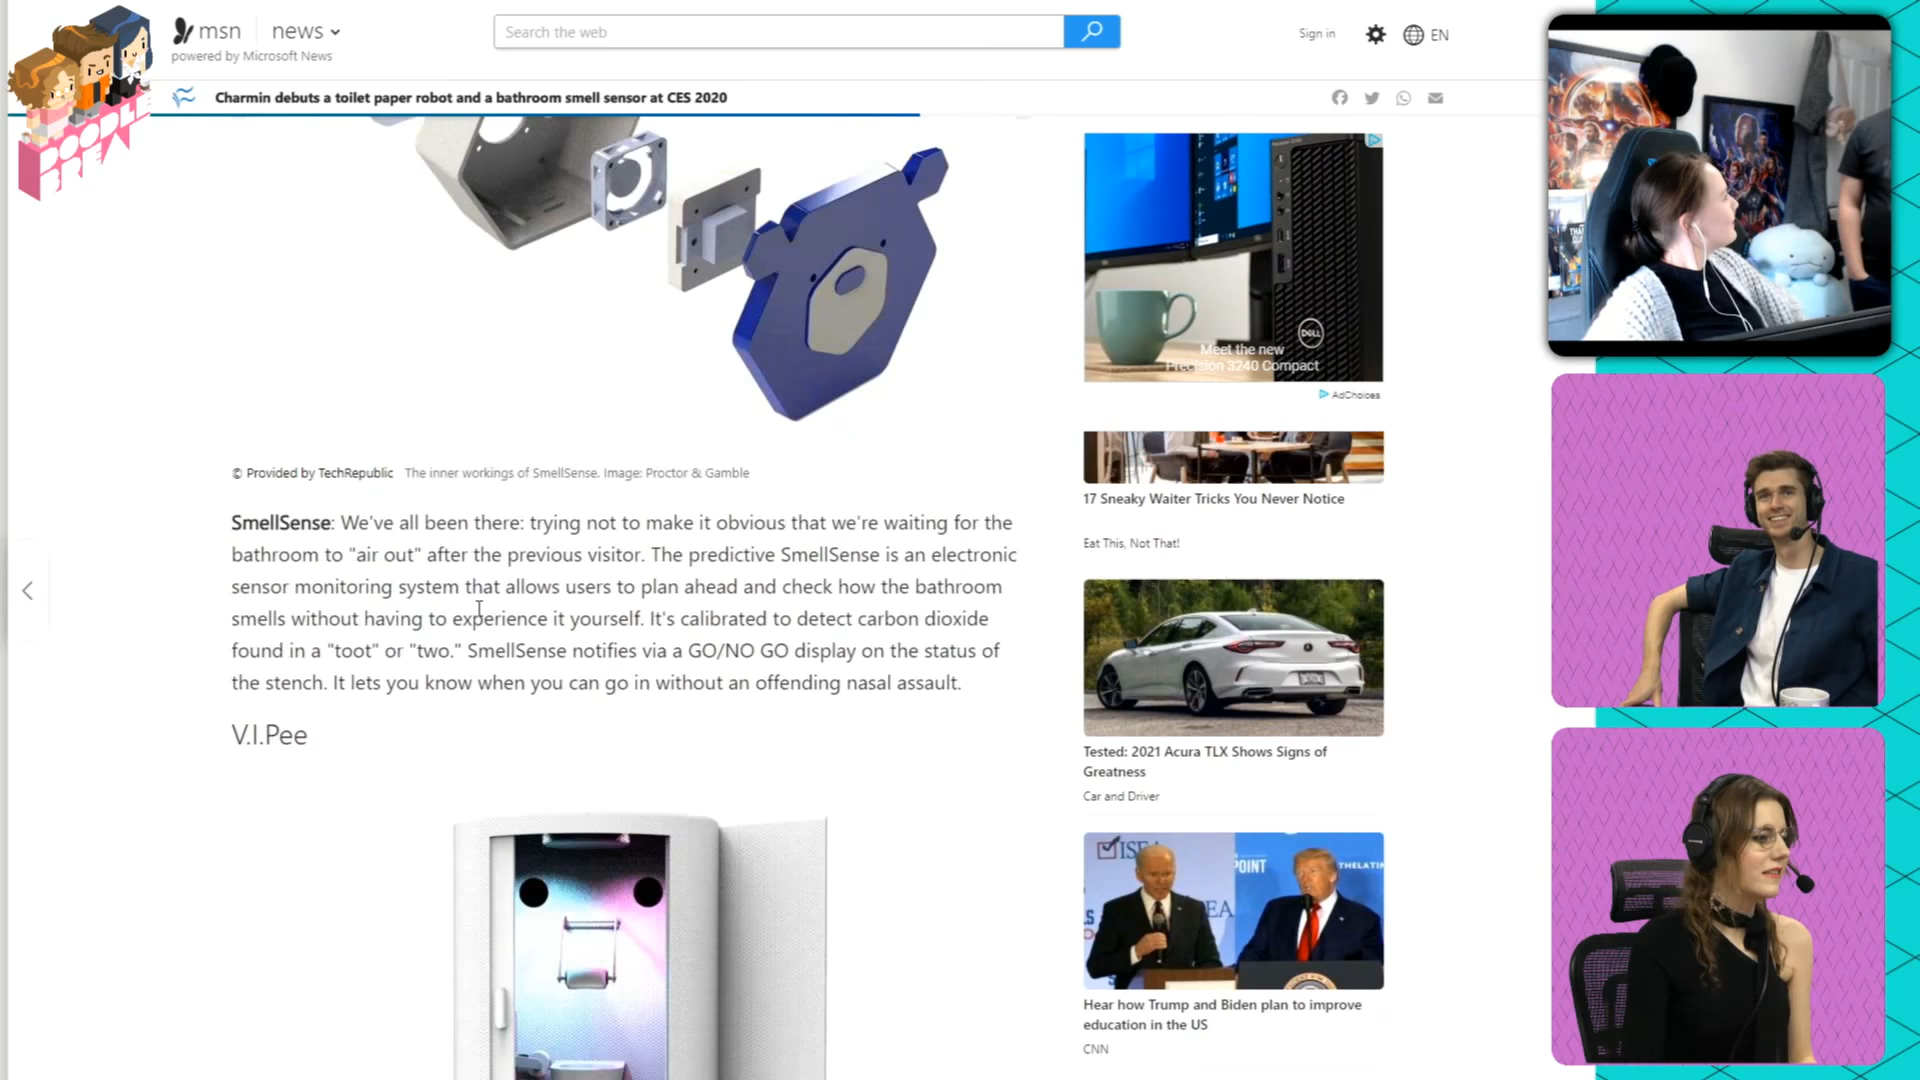 msn
news
powered by Microsoft News
Search the web
Sign in
EN
Charmin debuts a toilet paper robot and a bathroom smell sensor at CES 2020
DELL
Meet the new
Precision 3240 Compact
AdChoices
© Provided by TechRepublic The inner workings of SmellSense. Image: Proctor & Gamble
SmellSense: We've all been there: trying not to make it obvious that we're waiting for the
bathroom to "air out" after the previous visitor. The predictive SmellSense is an electronic
sensor monitoring system that allows users to plan ahead and check how the bathroom
smells without having to experience it yourself. It's calibrated to detect carbon dioxide
found in a "toot" or "two." SmellSense notifies via a GO/NO GO display on the status of
the stench. It lets you know when you can go in without an offending nasal assault.
V.I.Pee
17 Sneaky Waiter Tricks You Never Notice
Eat This, Not That!
Tested: 2021 Acura TLX Shows Signs of
Greatness
Car and Driver
Hear how Trump and Biden plan to improve
education in the US
CNN